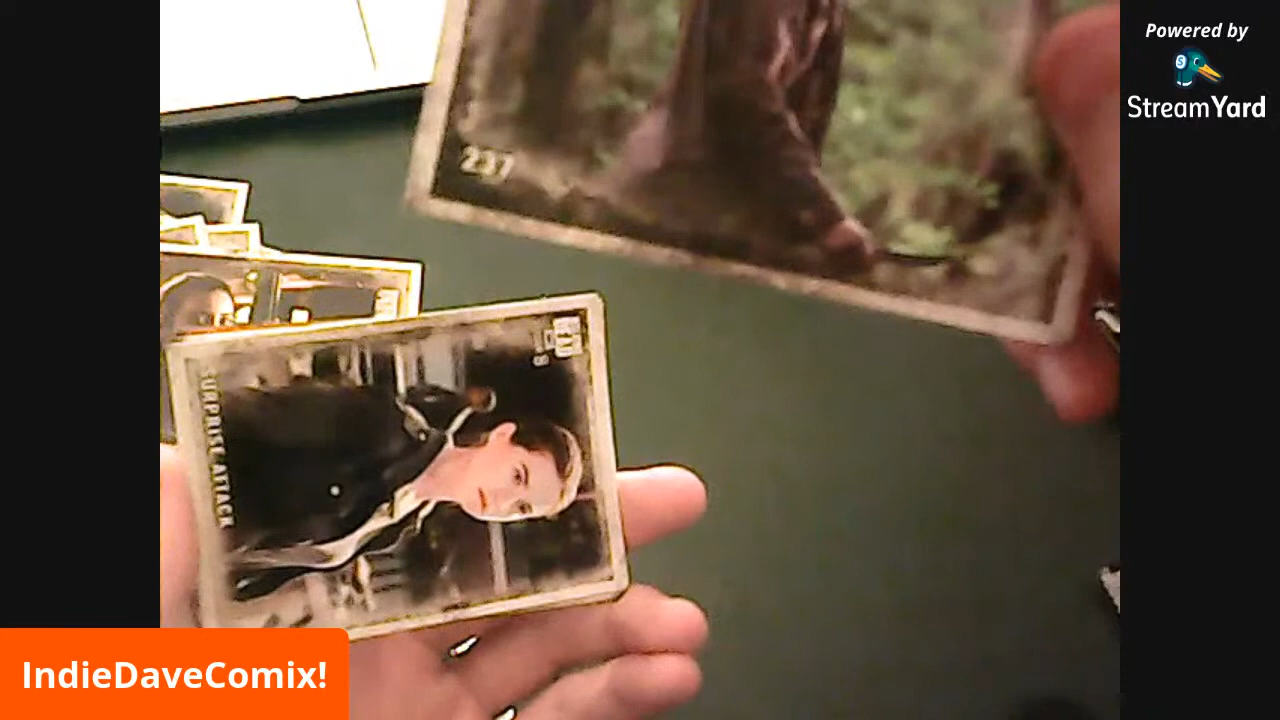 Powered by
StreamYard
237
SURPRISE ATTACK
IndieDaveComix!